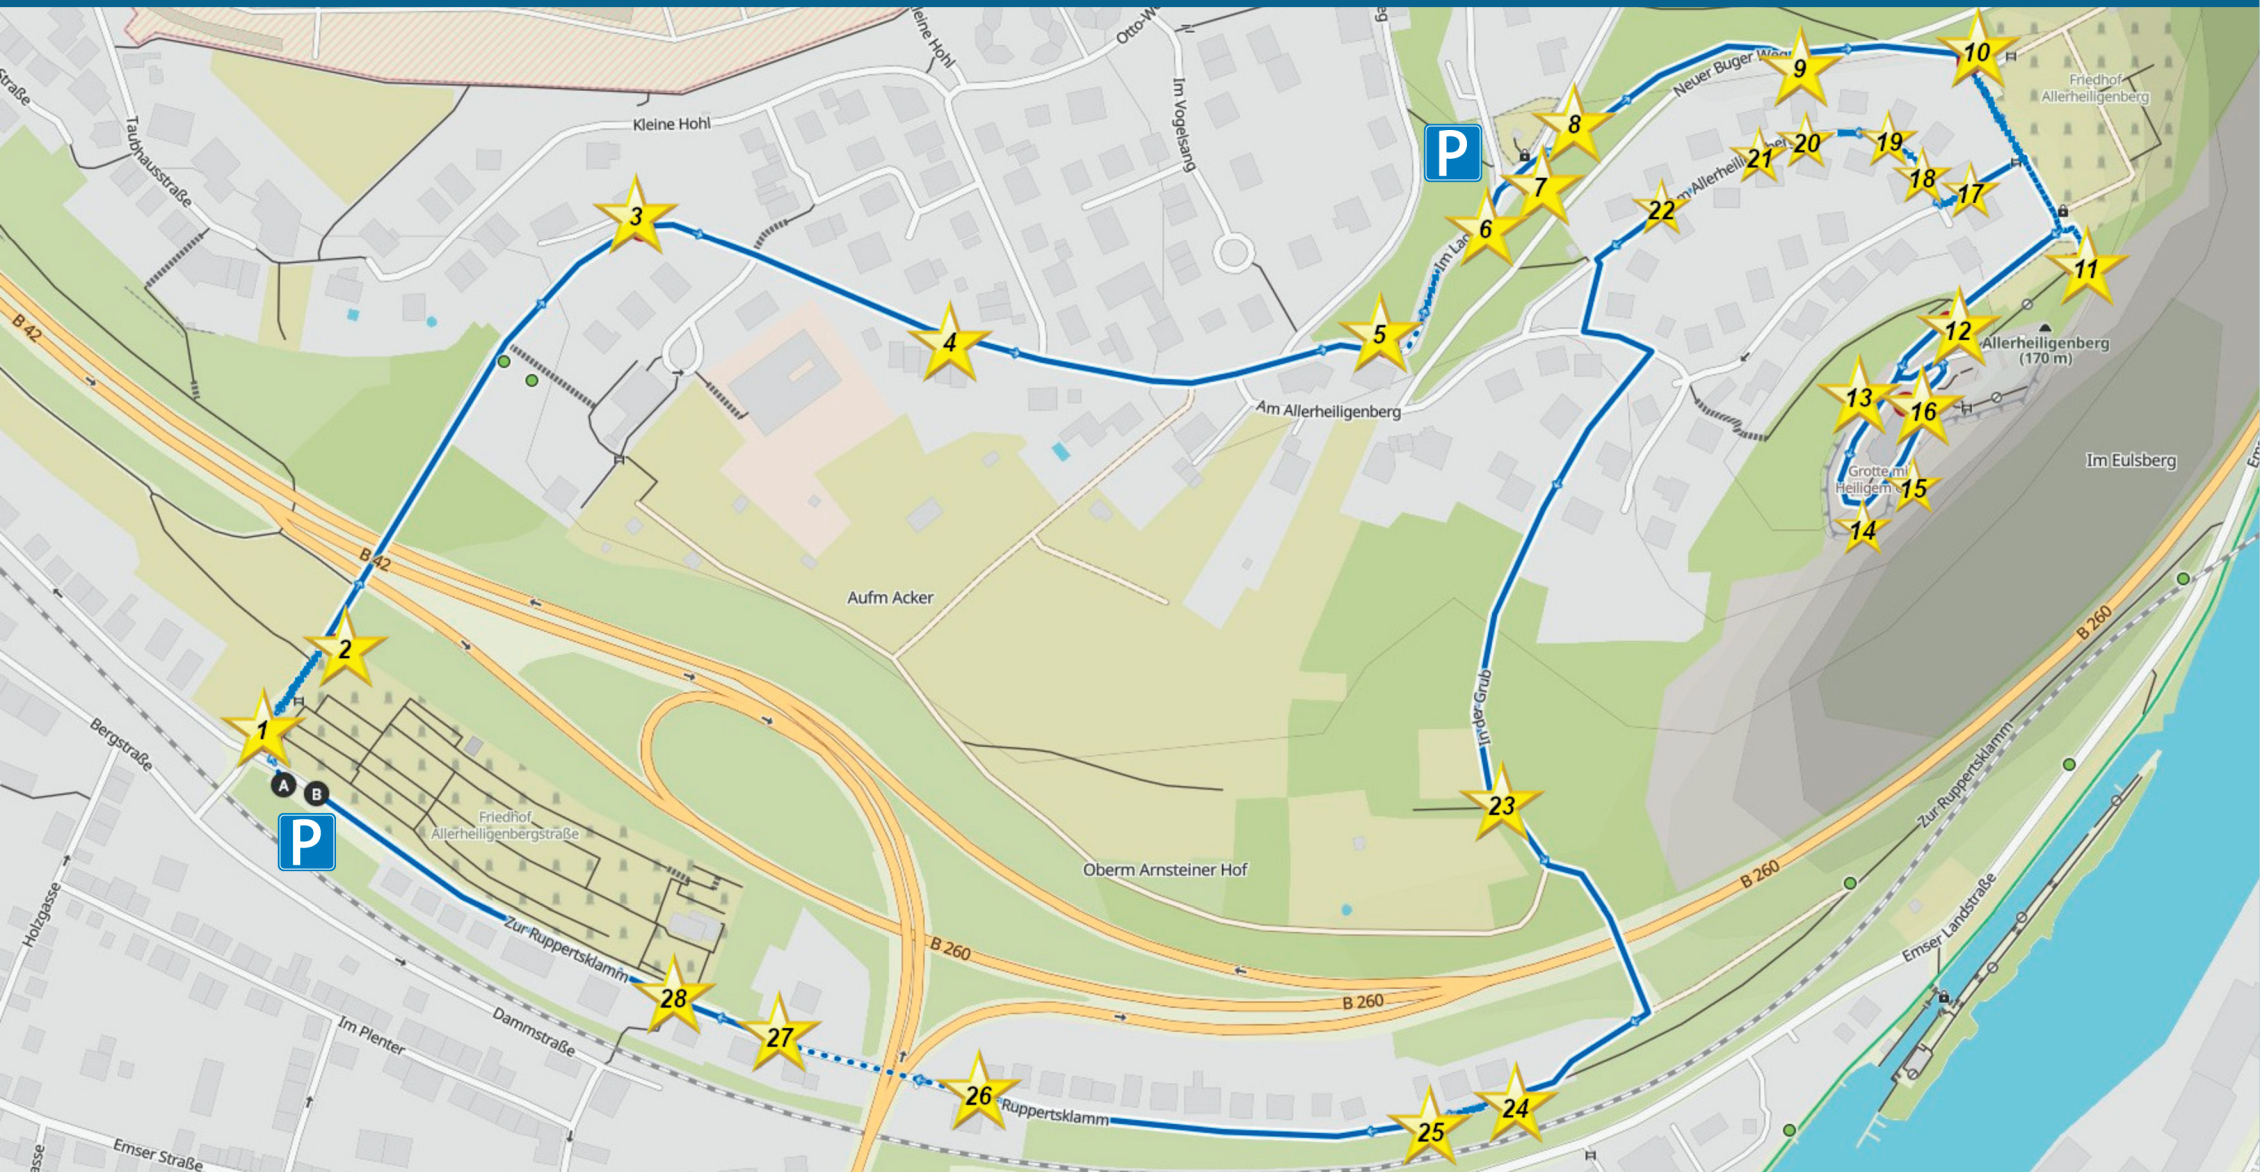 Kleine Hohl
Otto-W
eg
Straße
Taubhausstraße
Kleine Hohl
Im Vogelsang
P
Neuer Buger Weg
10
9
8
Friedhof
Allerheiligenberg
21
20
19
18
17
22
7
6
Im La
3
11
B 42
4
5
12
Allerheiligenberg
(170 m)
13
16
Am Allerheiligenberg
Im Eulsberg
Grotte mi
Heiligem
15
14
B 42
Aufm Acker
B 260
2
1
In der Grub
Bergstraße
A
B
P
Friedhof
Allerheiligenbergstraße
23
Zur Ruppertsklamm
Oberm Arnsteiner Hof
B 260
Holzgasse
Zur Ruppertsklamm
B 260
Emser Landstraße
28
27
B 260
Im Plenter
Dammstraße
26
Ruppertsklamm
25
24
Emser Straße
asse